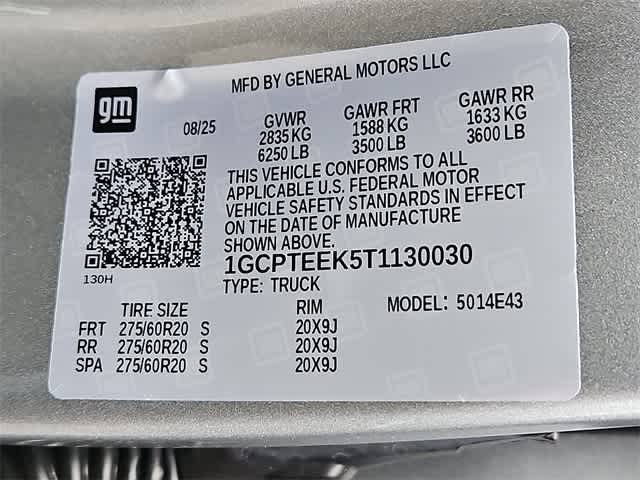 MFD BY GENERAL MOTORS LLC
gm
08/25
GVWR GAWR FRT GAWR RR
2835 KG 1588 KG 1633 KG
6250 LB 3500 LB 3600 LB
THIS VEHICLE CONFORMS TO ALL
APPLICABLE U.S. FEDERAL MOTOR
VEHICLE SAFETY STANDARDS IN EFFECT
ON THE DATE OF MANUFACTURE
SHOWN ABOVE.
1GCPTEEK5T1130030
130H
TYPE: TRUCK MODEL: 5014E43
TIRE SIZE RIM
FRT 275/60R20 S 20X9J
RR 275/60R20 S 20X9J
SPA 275/60R20 S 20X9J